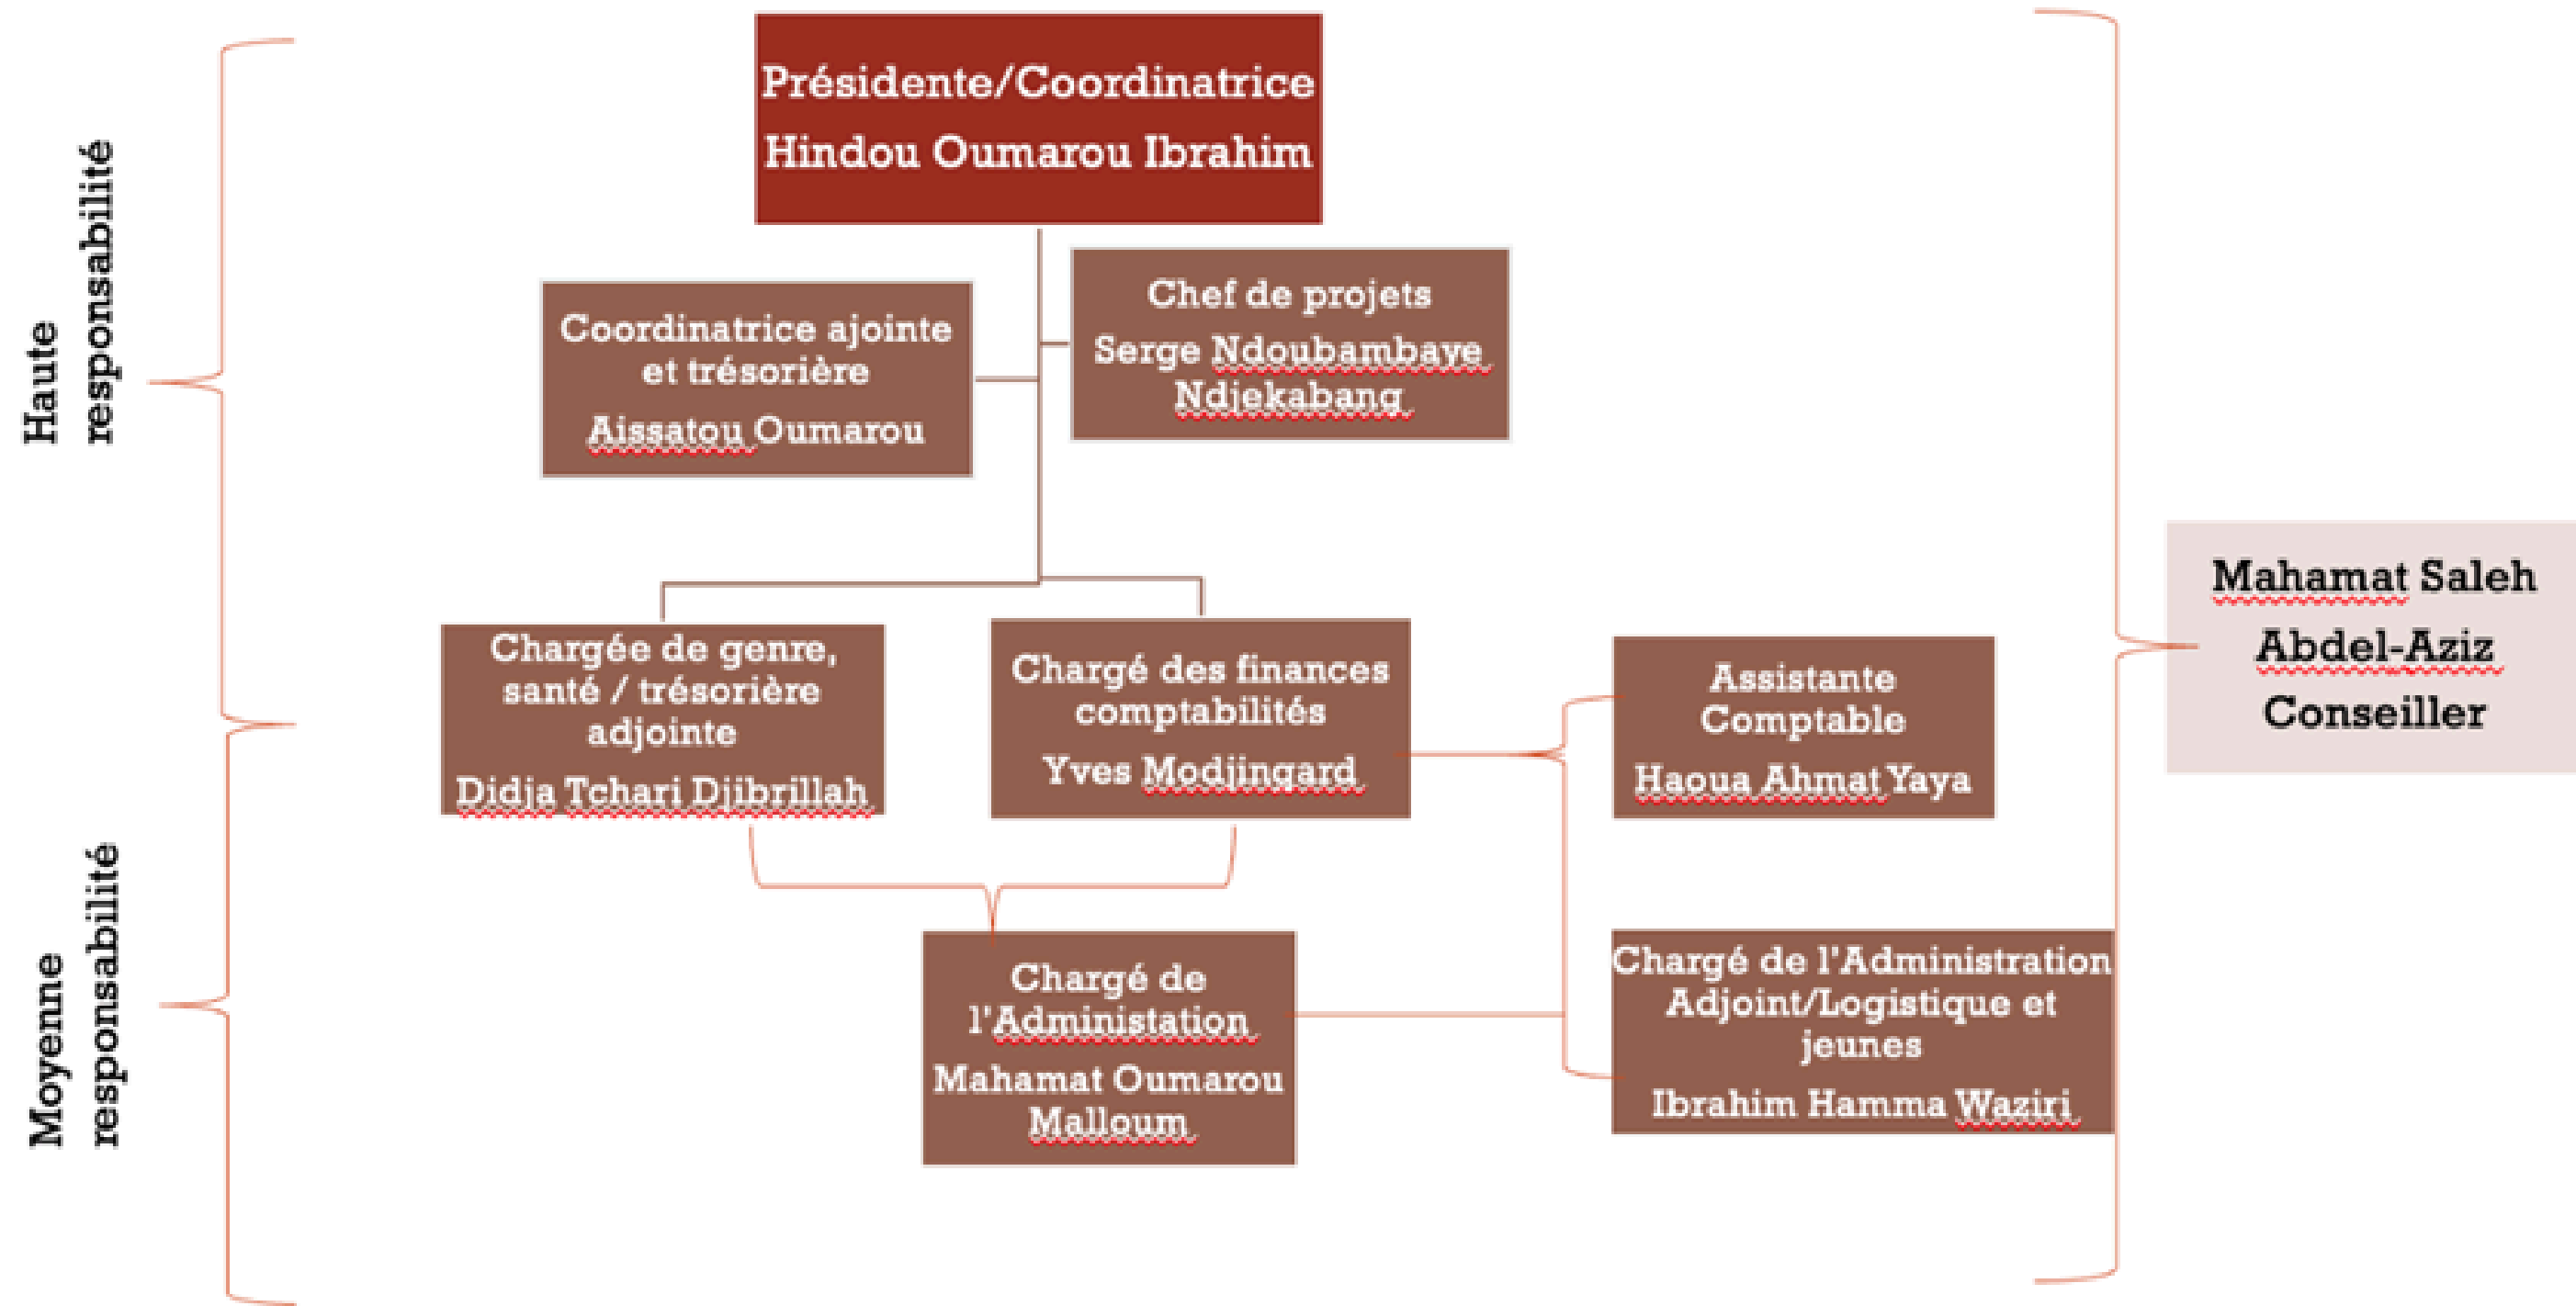 Haute
responsabilité
Moyenne
responsabilité
Présidente/Coordinatrice
Hindou Oumarou Ibrahim
Coordinatrice ajointe
et trésorière
Aissatou Oumarou
Chef de projets
Serge Ndoubambaye
Ndjekabang
Chargée de genre,
santé / trésorière
adjointe
Didja Tchari Djibrillah
Chargé des finances
comptabilités
Yves Modjingard
Assistante
Comptable
Haoua Ahmat Yaya
Chargé de
l'Administation
Mahamat Oumarou
Malloum
Chargé de l'Administration
Adjoint/Logistique et
jeunes
Ibrahim Hamma Waziri
Mahamat Saleh
Abdel-Aziz
Conseiller